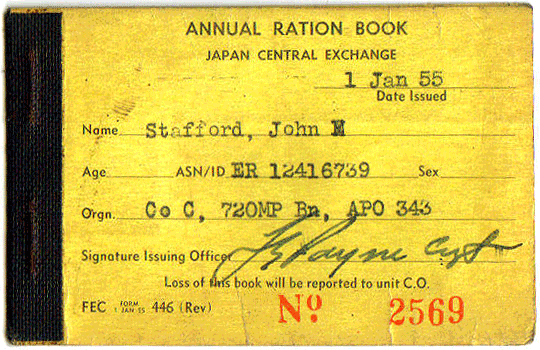 ANNUAL RATION BOOK
JAPAN CENTRAL EXCHANGE
1 Jan 55
Date Issued
Name Stafford, John M
Age ASN/ID ER 12416739 Sex
Orgn. Co C, 720MP Bn, APO 343
Signature Issuing Officer Payne Cpt
Loss of this book will be reported to unit C.O.
FEC FORM 1 JAN 55 446 (Rev) No. 2569